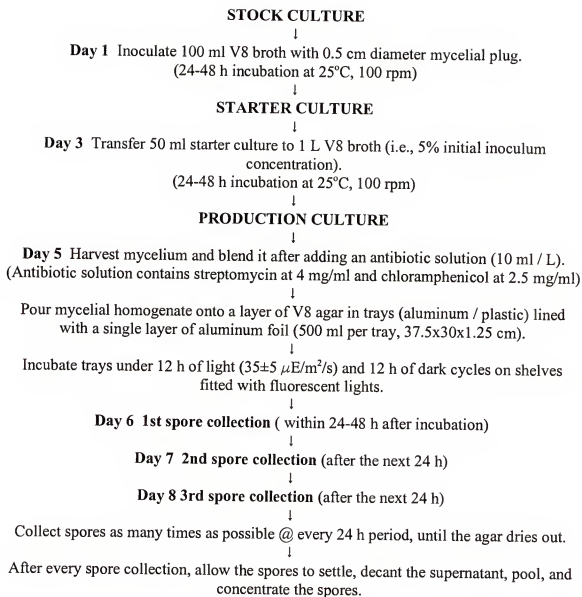 STOCK CULTURE
↓
Day 1 Inoculate 100 ml V8 broth with 0.5 cm diameter mycelial plug.
(24-48 h incubation at 25°C, 100 rpm)
↓
STARTER CULTURE
↓
Day 3 Transfer 50 ml starter culture to 1 L V8 broth (i.e., 5% initial inoculum
concentration).
(24-48 h incubation at 25°C, 100 rpm)
↓
PRODUCTION CULTURE
↓
Day 5 Harvest mycelium and blend it after adding an antibiotic solution (10 ml / L).
(Antibiotic solution contains streptomycin at 4 mg/ml and chloramphenicol at 2.5 mg/ml)
↓
Pour mycelial homogenate onto a layer of V8 agar in trays (aluminum / plastic) lined
with a single layer of aluminum foil (500 ml per tray, 37.5x30x1.25 cm).
↓
Incubate trays under 12 h of light (35±5 μE/m²/s) and 12 h of dark cycles on shelves
fitted with fluorescent lights.
↓
Day 6 1st spore collection ( within 24-48 h after incubation)
↓
Day 7 2nd spore collection (after the next 24 h)
↓
Day 8 3rd spore collection (after the next 24 h)
↓
Collect spores as many times as possible @ every 24 h period, until the agar dries out.
↓
After every spore collection, allow the spores to settle, decant the supernatant, pool, and
concentrate the spores.